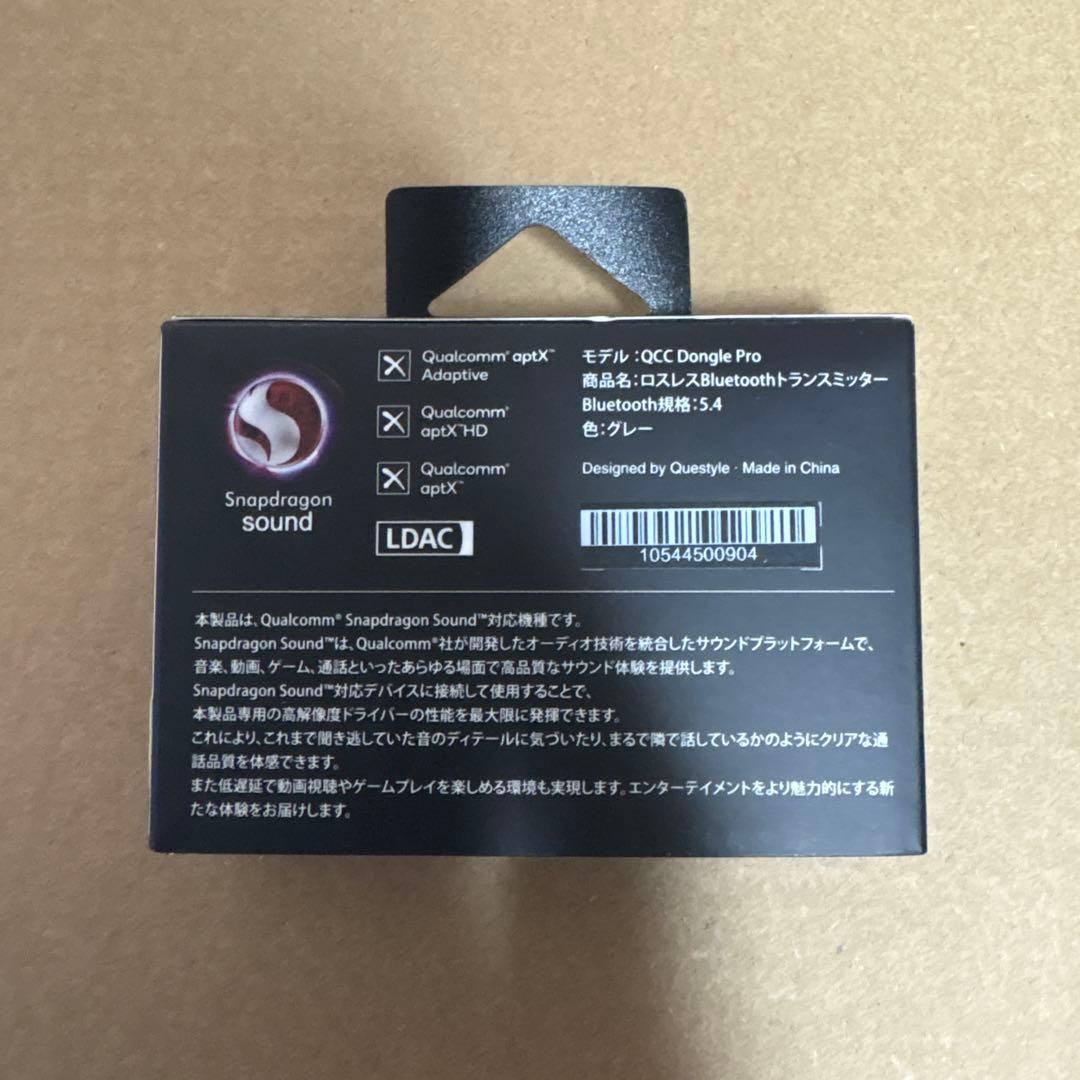 Snapdragon
sound
Qualcomm® aptX™
Adaptive
Qualcomm®
aptX™HD
Qualcomm®
aptX™
LDAC
モデル：QCC Dongle Pro
商品名：ロスレスBluetoothトランスミッター
Bluetooth規格：5.4
色：グレー
Designed by Questyle · Made in China
10544500904
本製品は、Qualcomm® Snapdragon Sound™対応機種です。
Snapdragon Sound™は、Qualcomm®社が開発したオーディオ技術を統合したサウンドプラットフォームで、
音楽、動画、ゲーム、通話といったあらゆる場面で高品質なサウンド体験を提供します。
Snapdragon Sound™対応デバイスに接続して使用することで、
本製品専用の高解像度ドライバーの性能を最大限に発揮できます。
これにより、これまで聞き逃していた音のディテールに気づいたり、まるで隣で話しているかのようにクリアな通
話品質を体感できます。
また低遅延で動画視聴やゲームプレイを楽しめる環境も実現します。エンターテイメントをより魅力的にする新
たな体験をお届けします。